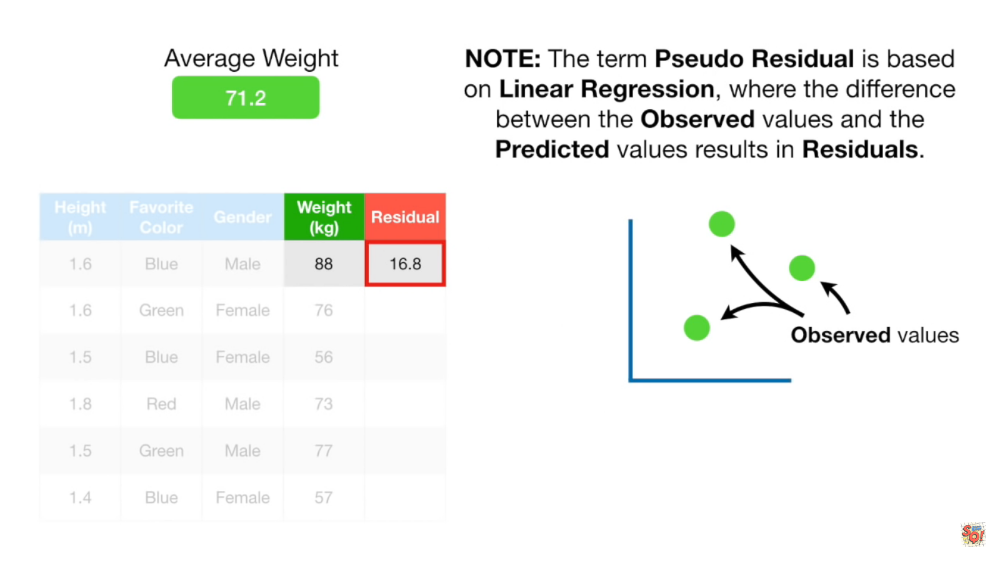 Average Weight
71.2
NOTE: The term Pseudo Residual is based
on Linear Regression, where the difference
between the Observed values and the
Predicted values results in Residuals.
Height (m) Favorite Color Gender Weight (kg) Residual
1.6 Blue Male 88 16.8
1.6 Green Female 76
1.5 Blue Female 56
1.8 Red Male 73
1.5 Green Male 77
1.4 Blue Female 57
Observed values
SQ!